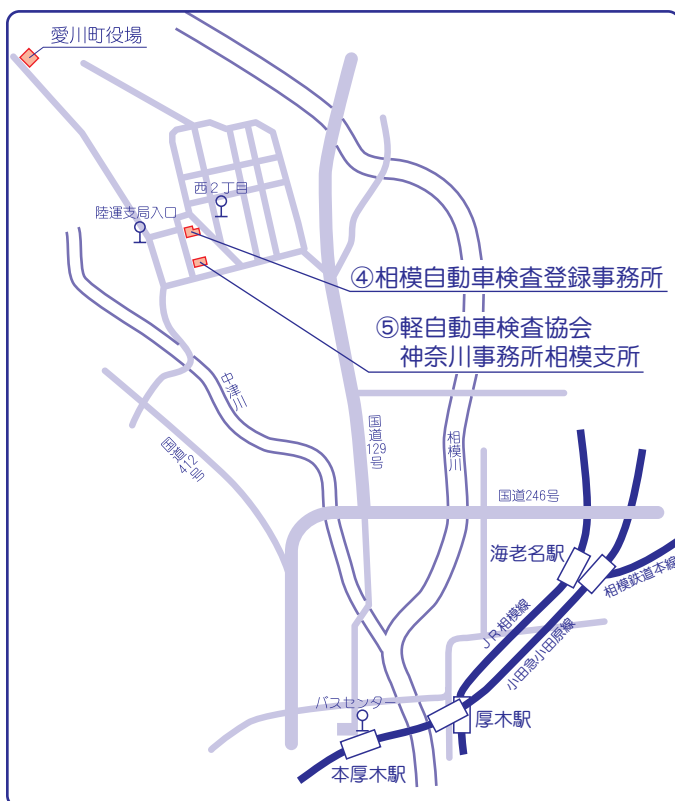 愛川町役場
西2丁目
陸運支局入口
④相模自動車検査登録事務所
⑤軽自動車検査協会
神奈川事務所相模支所
中津川
国道129号
相模川
国道412号
国道246号
海老名駅
相模鉄道本線
JR相模線
小田急小田原線
バスセンター
厚木駅
本厚木駅